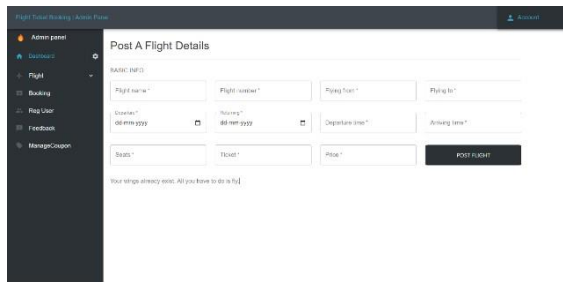 Flight Ticket Booking | Admin Panel
Account
Admin panel
Dashboard
Flight
Booking
Reg User
Feedback
ManageCoupon
Post A Flight Details
BASIC INFO
Flight name *
Flight number *
Flying from *
Flying to *
Departure *
dd-mm-yyyy
Returning *
dd-mm-yyyy
Departure time *
Arriving time *
Seats *
Ticket *
Price *
POST FLIGHT
Your wings already exist. All you have to do is fly.